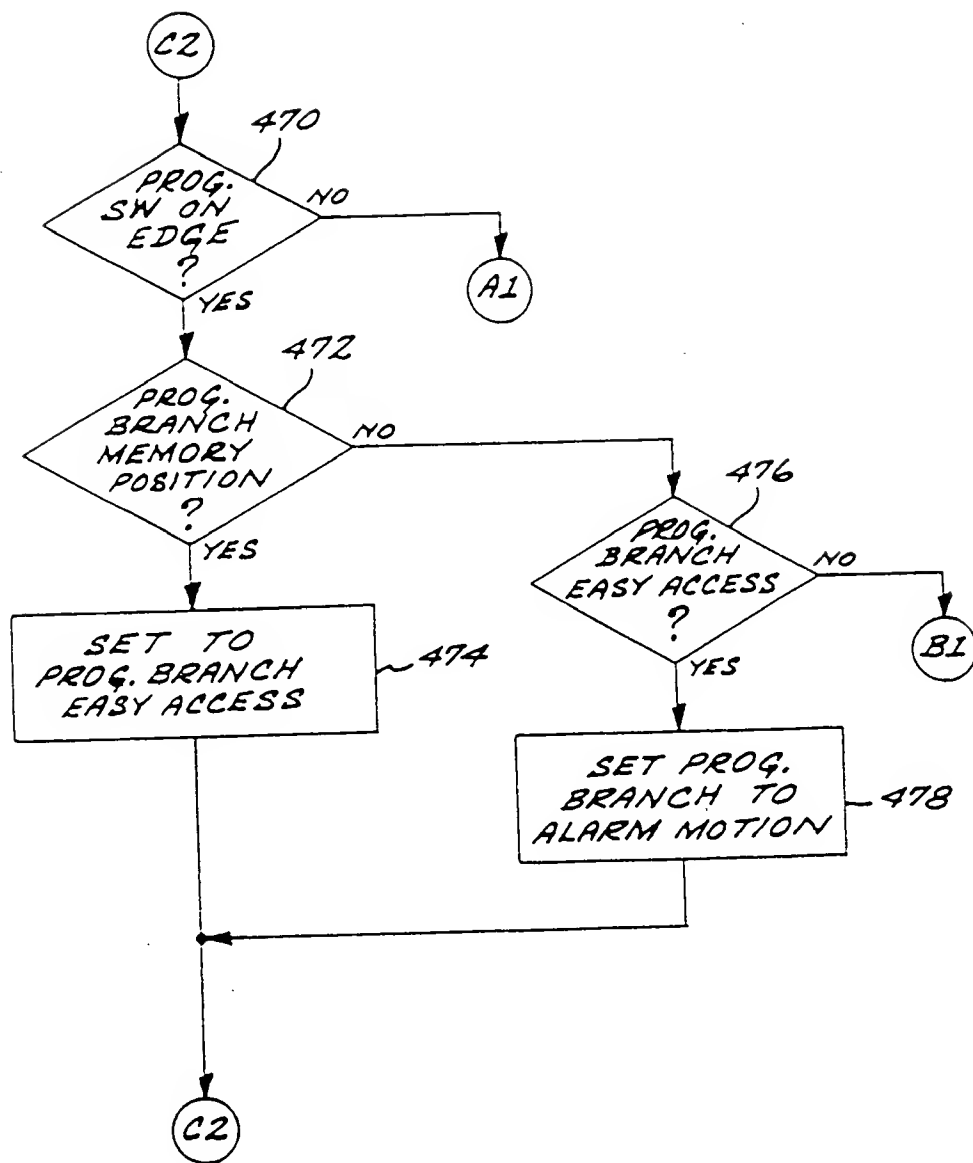 C2
470
PROG.
SW ON
EDGE
?
NO
A1
YES
472
PROG.
BRANCH
MEMORY
POSITION
?
NO
YES
476
PROG.
BRANCH
EASY ACCESS
?
NO
B1
YES
SET TO
PROG. BRANCH
EASY ACCESS
474
SET PROG.
BRANCH TO
ALARM MOTION
478
C2